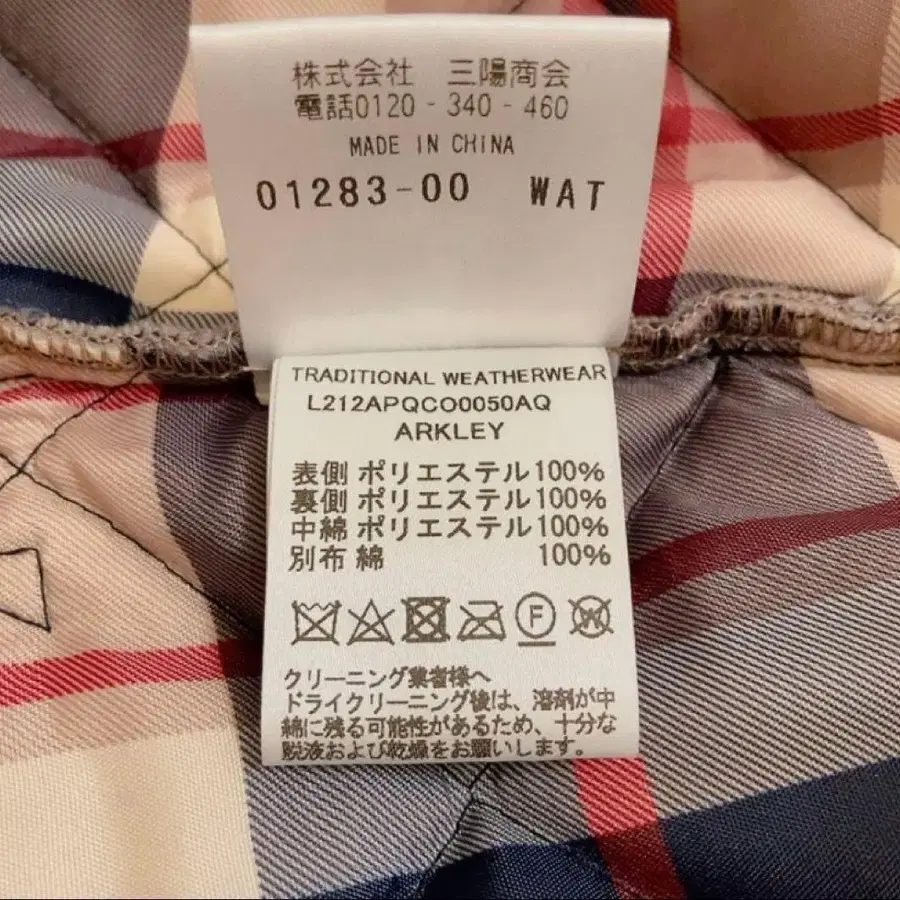 株式会社 三陽商会
電話0120-340-460
MADE IN CHINA
01283-00 WAT
TRADITIONAL WEATHERWEAR
L212APQCO0050AQ
ARKLEY
表側 ポリエステル100%
裏側 ポリエステル100%
中綿 ポリエステル100%
別布 綿 100%
F W
クリーニング業者様へ
ドライクリーニング後は、溶剤が中
綿に残る可能性があるため、十分な
脱液および乾燥をお願いします。